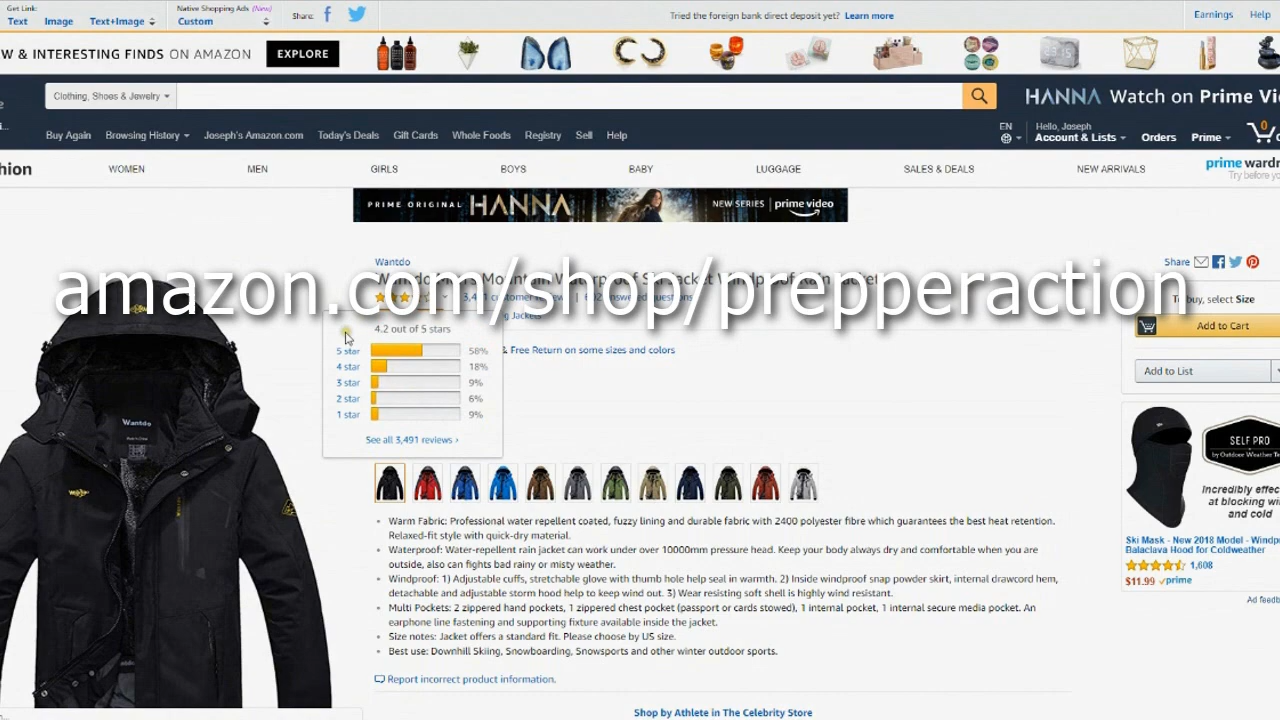 Get Link:
Text Image Text+Image
Native Shopping Ads (New)
Custom
Share:
Tried the foreign bank direct deposit yet? Learn more
Earnings Help
W & INTERESTING FINDS ON AMAZON EXPLORE
Clothing, Shoes & Jewelry
HANNA Watch on Prime Vi
Buy Again Browsing History Joseph's Amazon.com Today's Deals Gift Cards Whole Foods Registry Sell Help
EN
Hello, Joseph
Account & Lists Orders Prime 0
hion WOMEN MEN GIRLS BOYS BABY LUGGAGE SALES & DEALS NEW ARRIVALS
prime wardr
Try before yo
PRIME ORIGINAL HANNA NEW SERIES prime video
Wantdo
Share
amazon.com/shop/prepperaction
To buy, select Size
Add to Cart
4.2 out of 5 stars
5 star 58%
4 star 18%
3 star 9%
2 star 6%
1 star 9%
See all 3,491 reviews ›
& Free Return on some sizes and colors
Add to List
Wantdo
SELF PRO
by Outdoor Weather Te
Incredibly effec
at blocking wi
and cold
Ski Mask - New 2018 Model - Windp
Balaclava Hood for Coldweather
1,608
$11.99 prime
Ad feedb
• Warm Fabric: Professional water repellent coated, fuzzy lining and durable fabric with 2400 polyester fibre which guarantees the best heat retention.
Relaxed-fit style with quick-dry material.
• Waterproof: Water-repellent rain jacket can work under over 10000mm pressure head. Keep your body always dry and comfortable when you are
outside, also can fights bad rainy or misty weather.
• Windproof: 1) Adjustable cuffs, stretchable glove with thumb hole help seal in warmth. 2) Inside windproof snap powder skirt, internal drawcord hem,
detachable and adjustable storm hood help to keep wind out. 3) Wear resisting soft shell is highly wind resistant.
• Multi Pockets: 2 zippered hand pockets, 1 zippered chest pocket (passport or cards stowed), 1 internal pocket, 1 internal secure media pocket. An
earphone line fastening and supporting fixture available inside the jacket.
• Size notes: Jacket offers a standard fit. Please choose by US size.
• Best use: Downhill Skiing, Snowboarding, Snowsports and other winter outdoor sports.
Report incorrect product information.
Shop by Athlete in The Celebrity Store